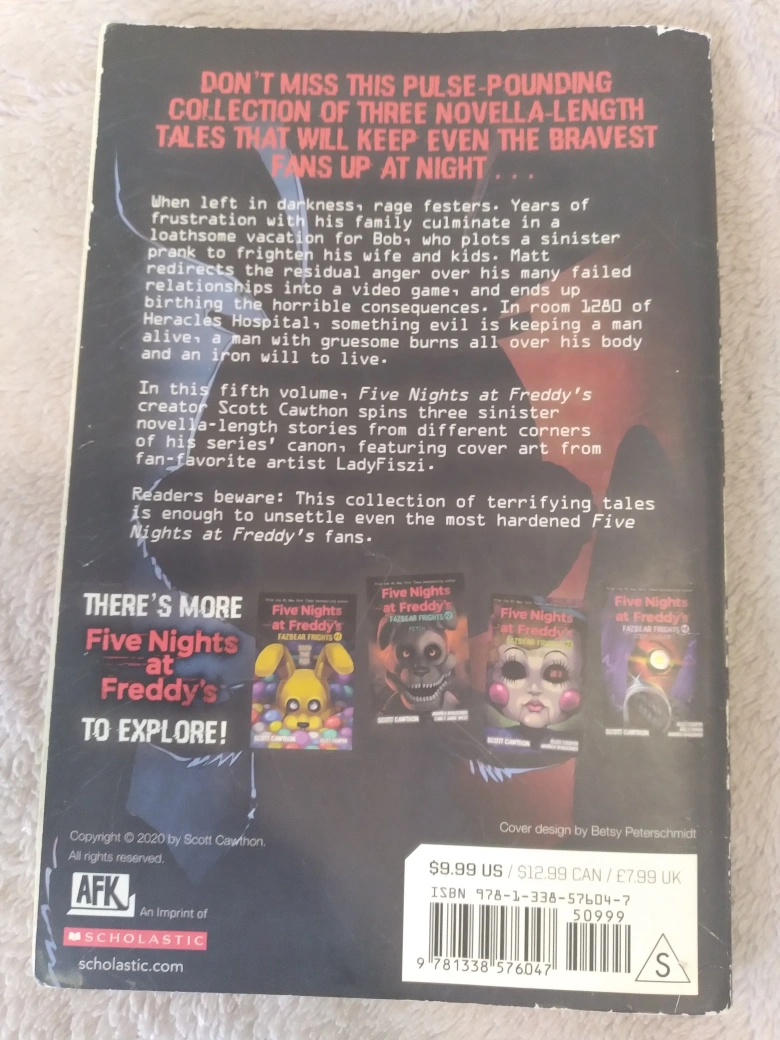 DON'T MISS THIS PULSE-POUNDING
COLLECTION OF THREE NOVELLA-LENGTH
TALES THAT WILL KEEP EVEN THE BRAVEST
FANS UP AT NIGHT...
When left in darkness, rage festers. Years of
frustration with his family culminate in a
loathsome vacation for Bob, who plots a sinister
prank to frighten his wife and kids. Matt
redirects the residual anger over his many failed
relationships into a video game, and ends up
birthing the horrible consequences. In room 1280 of
Heracles Hospital, something evil is keeping a man
alive, a man with gruesome burns all over his body
and an iron will to live.
In this fifth volume, Five Nights at Freddy's
creator Scott Cawthon spins three sinister
novella-length stories from different corners
of his series' canon, featuring cover art from
fan-favorite artist LadyFiszi.
Readers beware: This collection of terrifying tales
is enough to unsettle even the most hardened Five
Nights at Freddy's fans.
THERE'S MORE
Five Nights
at
Freddy's
TO EXPLORE!
Five Nights
at Freddy's
FAZBEAR FRIGHTS #1
INTO THE PIT
SCOTT CAWTHON
Five Nights
at Freddy's
FAZBEAR FRIGHTS #2
FETCH
SCOTT CAWTHON
Five Nights
at Freddy's
FAZBEAR FRIGHTS
SCOTT CAWTHON
Five Nights
at Freddy's
FAZBEAR FRIGHTS
SCOTT CAWTHON
Copyright © 2020 by Scott Cawthon.
All rights reserved.
Cover design by Betsy Peterschmidt
AFK
An Imprint of
SCHOLASTIC
scholastic.com
$9.99 US / $12.99 CAN / £7.99 UK
ISBN 978-1-338-57604-7
50999
9 781338 576047
S